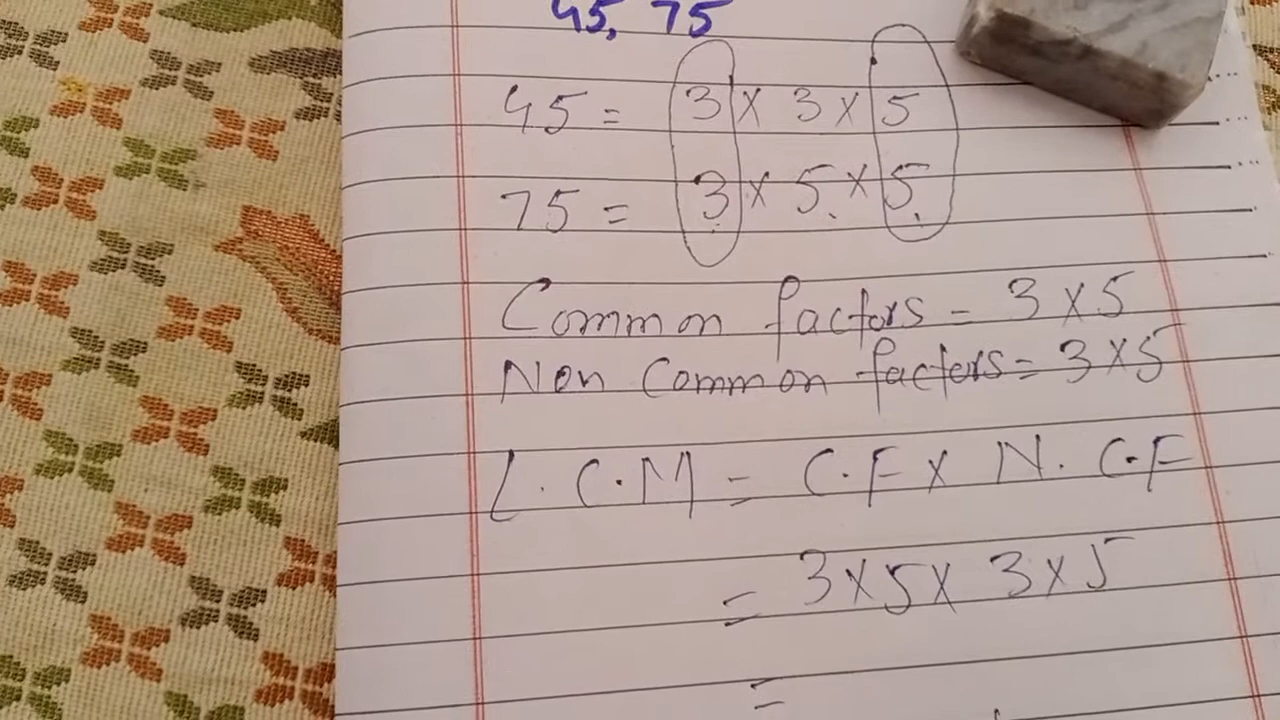 45, 75
45 = 3 × 3 × 5
75 = 3 × 5 × 5
Common factors = 3 × 5
Non Common factors = 3 × 5
L.C.M = C.F × N.C.F
= 3 × 5 × 3 × 5
=